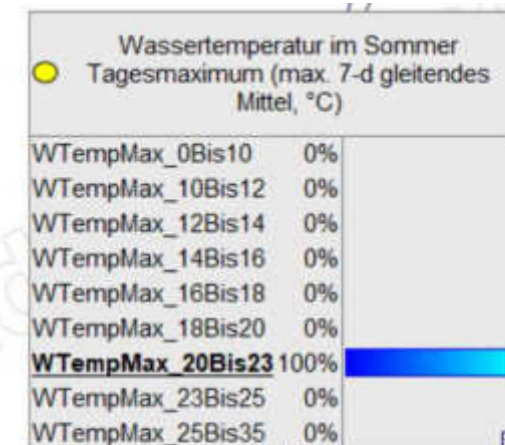 Wassertemperatur im Sommer
Tagesmaximum (max. 7-d gleitendes
Mittel, °C)
WTempMax_0Bis10 0%
WTempMax_10Bis12 0%
WTempMax_12Bis14 0%
WTempMax_14Bis16 0%
WTempMax_16Bis18 0%
WTempMax_18Bis20 0%
WTempMax_20Bis23 100%
WTempMax_23Bis25 0%
WTempMax_25Bis35 0%